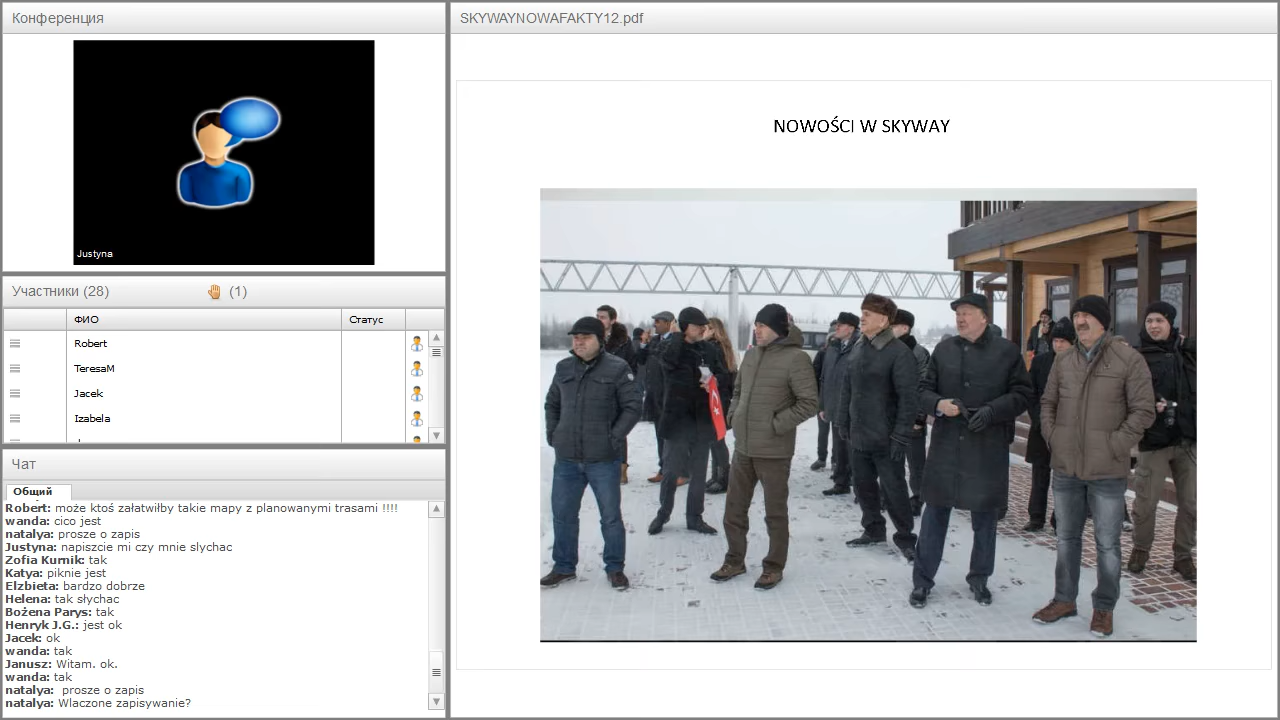 Конференция
Justyna
Участники (28)
(1)
ФИО
Статус
Robert
TeresaM
Jacek
Izabela
Чат
Общий
Robert: może ktoś załatwiłby takie mapy z planowanymi trasami !!!!
wanda: cico jest
natalya: prosze o zapis
Justyna: napiszcie mi czy mnie slychac
Zofia Kurnik: tak
Katya: piknie jest
Elzbieta: bardzo dobrze
Helena: tak słychac
Bożena Parys: tak
Henryk J.G.: jest ok
Jacek: ok
wanda: tak
Janusz: Witam. ok.
wanda: tak
natalya: prosze o zapis
natalya: Wlaczone zapisywanie?
SKYWAYNOWAFAKTY12.pdf
NOWOŚCI W SKYWAY